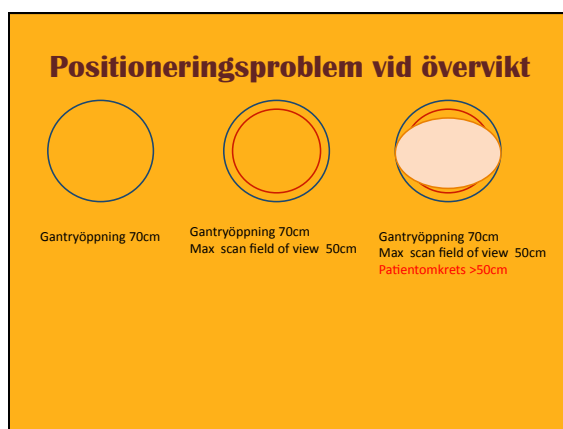 Positioneringsproblem vid övervikt
Gantryöppning 70cm
Gantryöppning 70cm
Max scan field of view 50cm
Gantryöppning 70cm
Max scan field of view 50cm
Patientomkrets >50cm